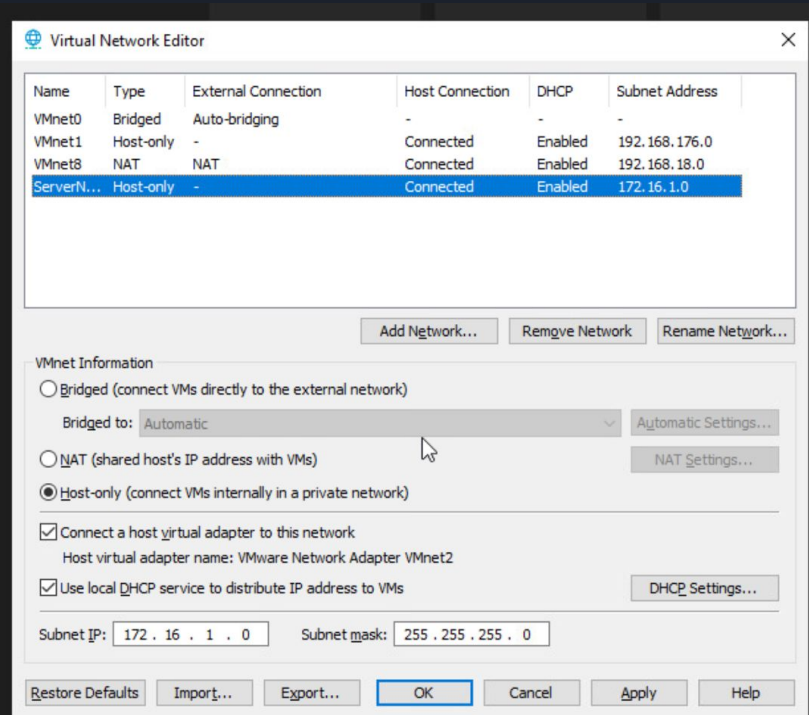 Virtual Network Editor
Name Type External Connection Host Connection DHCP Subnet Address
VMnet0 Bridged Auto-bridging - - -
VMnet1 Host-only - Connected Enabled 192.168.176.0
VMnet8 NAT NAT Connected Enabled 192.168.18.0
ServerN... Host-only - Connected Enabled 172.16.1.0
Add Network... Remove Network Rename Network...
VMnet Information
Bridged (connect VMs directly to the external network)
Bridged to: Automatic Automatic Settings...
NAT (shared host's IP address with VMs) NAT Settings...
Host-only (connect VMs internally in a private network)
Connect a host virtual adapter to this network
Host virtual adapter name: VMware Network Adapter VMnet2
Use local DHCP service to distribute IP address to VMs DHCP Settings...
Subnet IP: 172 . 16 . 1 . 0 Subnet mask: 255 . 255 . 255 . 0
Restore Defaults Import... Export... OK Cancel Apply Help